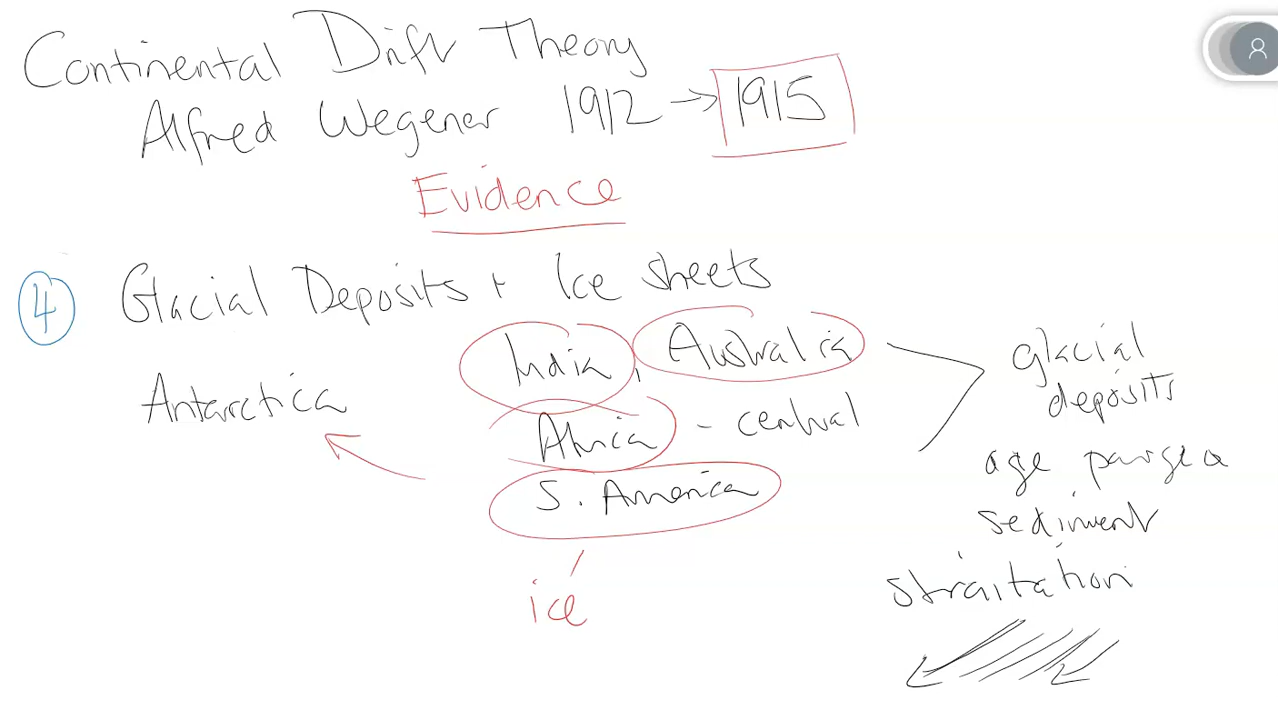 Continental Drift Theory
Alfred Wegener 1912 → 1915
Evidence
4 Glacial Deposits + Ice sheets
India, Australia
Antarctica
Africa - central
S. America
ice
glacial
deposits
age pangea
sediment
straitation